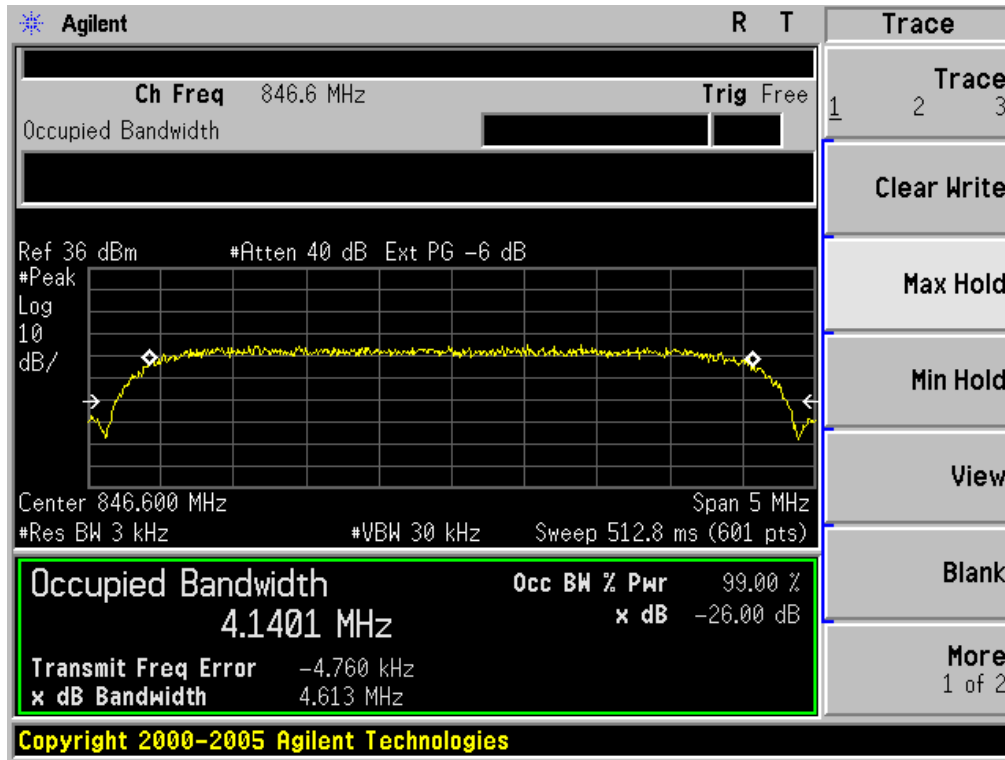 Agilent R T Trace
Ch Freq 846.6 MHz Trig Free
Occupied Bandwidth
Trace
1 2 3
Clear Write
Max Hold
Min Hold
View
Blank
More
1 of 2
Ref 36 dBm #Atten 40 dB Ext PG -6 dB
#Peak
Log
10
dB/
Center 846.600 MHz Span 5 MHz
#Res BW 3 kHz #VBW 30 kHz Sweep 512.8 ms (601 pts)
Occupied Bandwidth Occ BW % Pwr 99.00 %
4.1401 MHz x dB -26.00 dB
Transmit Freq Error -4.760 kHz
x dB Bandwidth 4.613 MHz
Copyright 2000-2005 Agilent Technologies